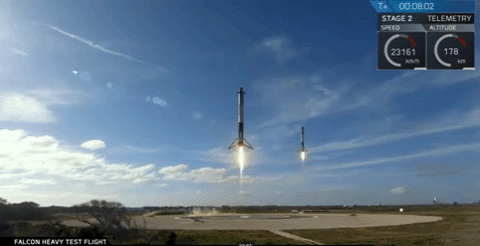 T+ 00:08:02
STAGE 2 TELEMETRY
SPEED ALTITUDE
23161 178
km/h km
FALCON HEAVY TEST FLIGHT